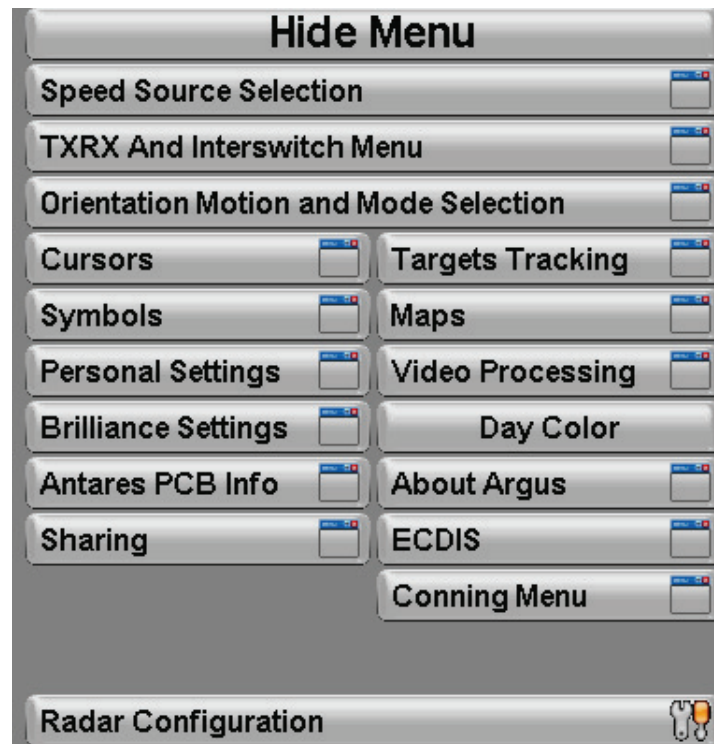 Hide Menu
Speed Source Selection
TXRX And Interswitch Menu
Orientation Motion and Mode Selection
Cursors
Targets Tracking
Symbols
Maps
Personal Settings
Video Processing
Brilliance Settings
Day Color
Antares PCB Info
About Argus
Sharing
ECDIS
Conning Menu
Radar Configuration